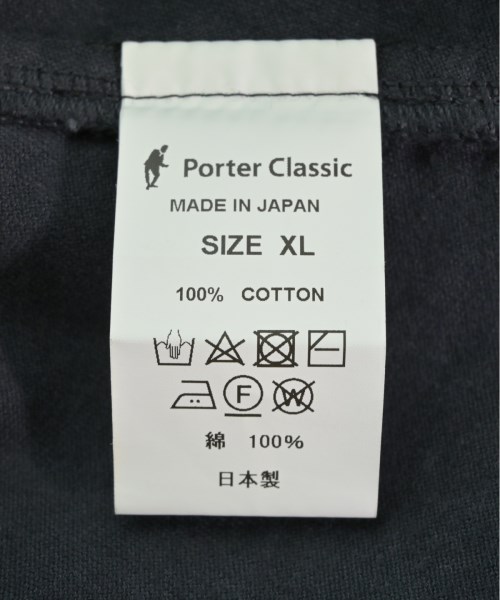 Porter Classic
MADE IN JAPAN
SIZE XL
100% COTTON
F W
綿 100%
日本製